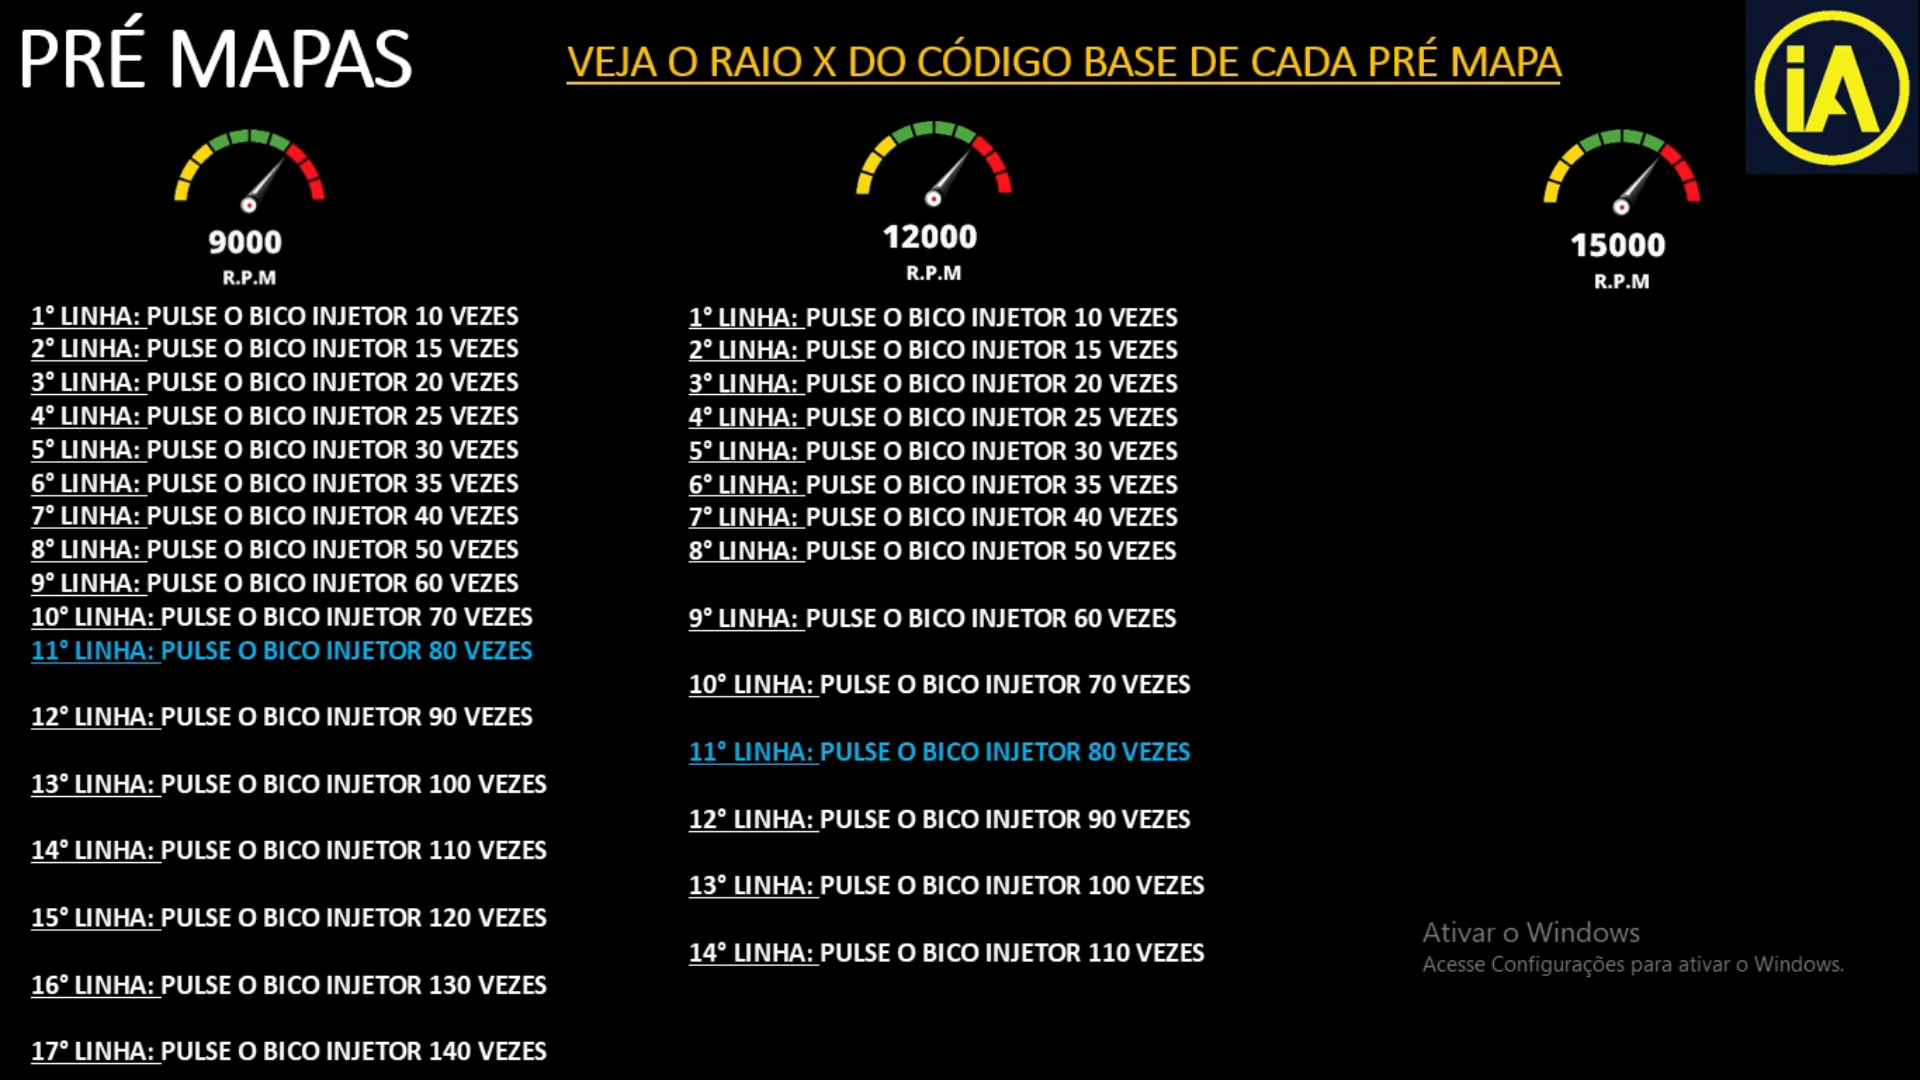 PRÉ MAPAS
VEJA O RAIO X DO CÓDIGO BASE DE CADA PRÉ MAPA
iA
9000
R.P.M
1° LINHA: PULSE O BICO INJETOR 10 VEZES
2° LINHA: PULSE O BICO INJETOR 15 VEZES
3° LINHA: PULSE O BICO INJETOR 20 VEZES
4° LINHA: PULSE O BICO INJETOR 25 VEZES
5° LINHA: PULSE O BICO INJETOR 30 VEZES
6° LINHA: PULSE O BICO INJETOR 35 VEZES
7° LINHA: PULSE O BICO INJETOR 40 VEZES
8° LINHA: PULSE O BICO INJETOR 50 VEZES
9° LINHA: PULSE O BICO INJETOR 60 VEZES
10° LINHA: PULSE O BICO INJETOR 70 VEZES
11° LINHA: PULSE O BICO INJETOR 80 VEZES
12° LINHA: PULSE O BICO INJETOR 90 VEZES
13° LINHA: PULSE O BICO INJETOR 100 VEZES
14° LINHA: PULSE O BICO INJETOR 110 VEZES
15° LINHA: PULSE O BICO INJETOR 120 VEZES
16° LINHA: PULSE O BICO INJETOR 130 VEZES
17° LINHA: PULSE O BICO INJETOR 140 VEZES
12000
R.P.M
1° LINHA: PULSE O BICO INJETOR 10 VEZES
2° LINHA: PULSE O BICO INJETOR 15 VEZES
3° LINHA: PULSE O BICO INJETOR 20 VEZES
4° LINHA: PULSE O BICO INJETOR 25 VEZES
5° LINHA: PULSE O BICO INJETOR 30 VEZES
6° LINHA: PULSE O BICO INJETOR 35 VEZES
7° LINHA: PULSE O BICO INJETOR 40 VEZES
8° LINHA: PULSE O BICO INJETOR 50 VEZES
9° LINHA: PULSE O BICO INJETOR 60 VEZES
10° LINHA: PULSE O BICO INJETOR 70 VEZES
11° LINHA: PULSE O BICO INJETOR 80 VEZES
12° LINHA: PULSE O BICO INJETOR 90 VEZES
13° LINHA: PULSE O BICO INJETOR 100 VEZES
14° LINHA: PULSE O BICO INJETOR 110 VEZES
15000
R.P.M
Ativar o Windows
Acesse Configurações para ativar o Windows.